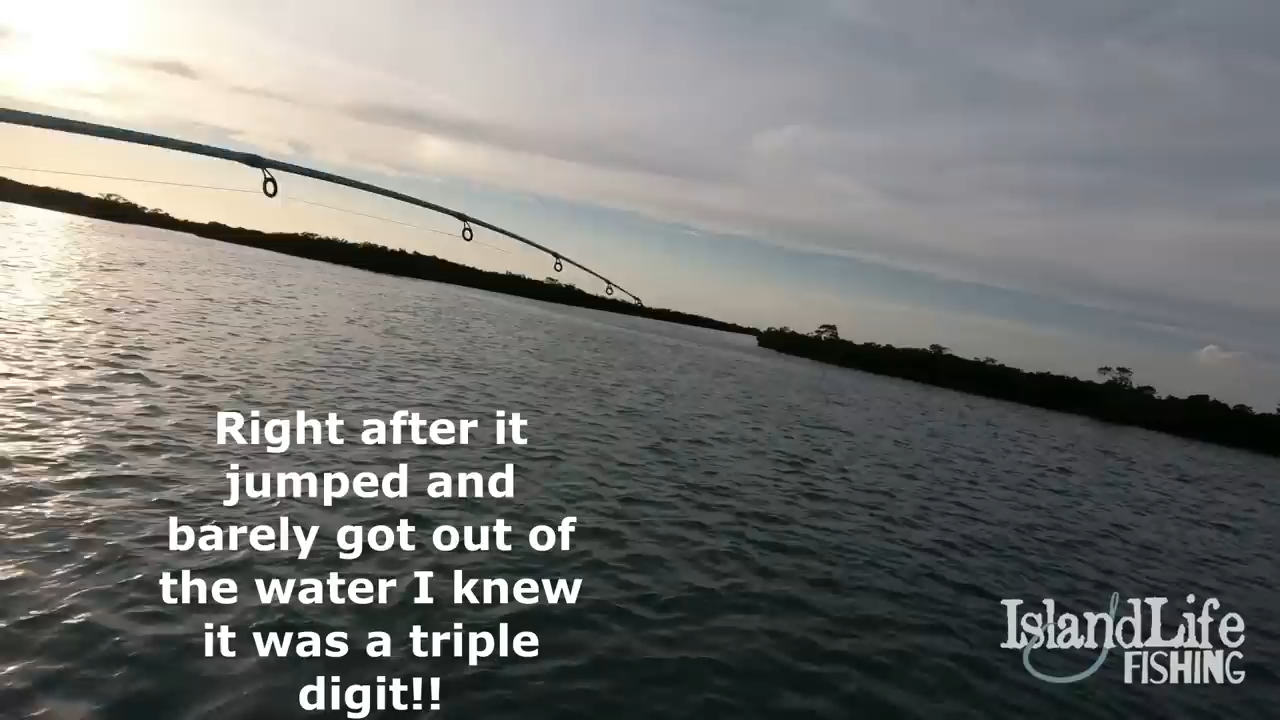 Right after it
jumped and
barely got out of
the water I knew
it was a triple
digit!!
IslandLife
FISHING